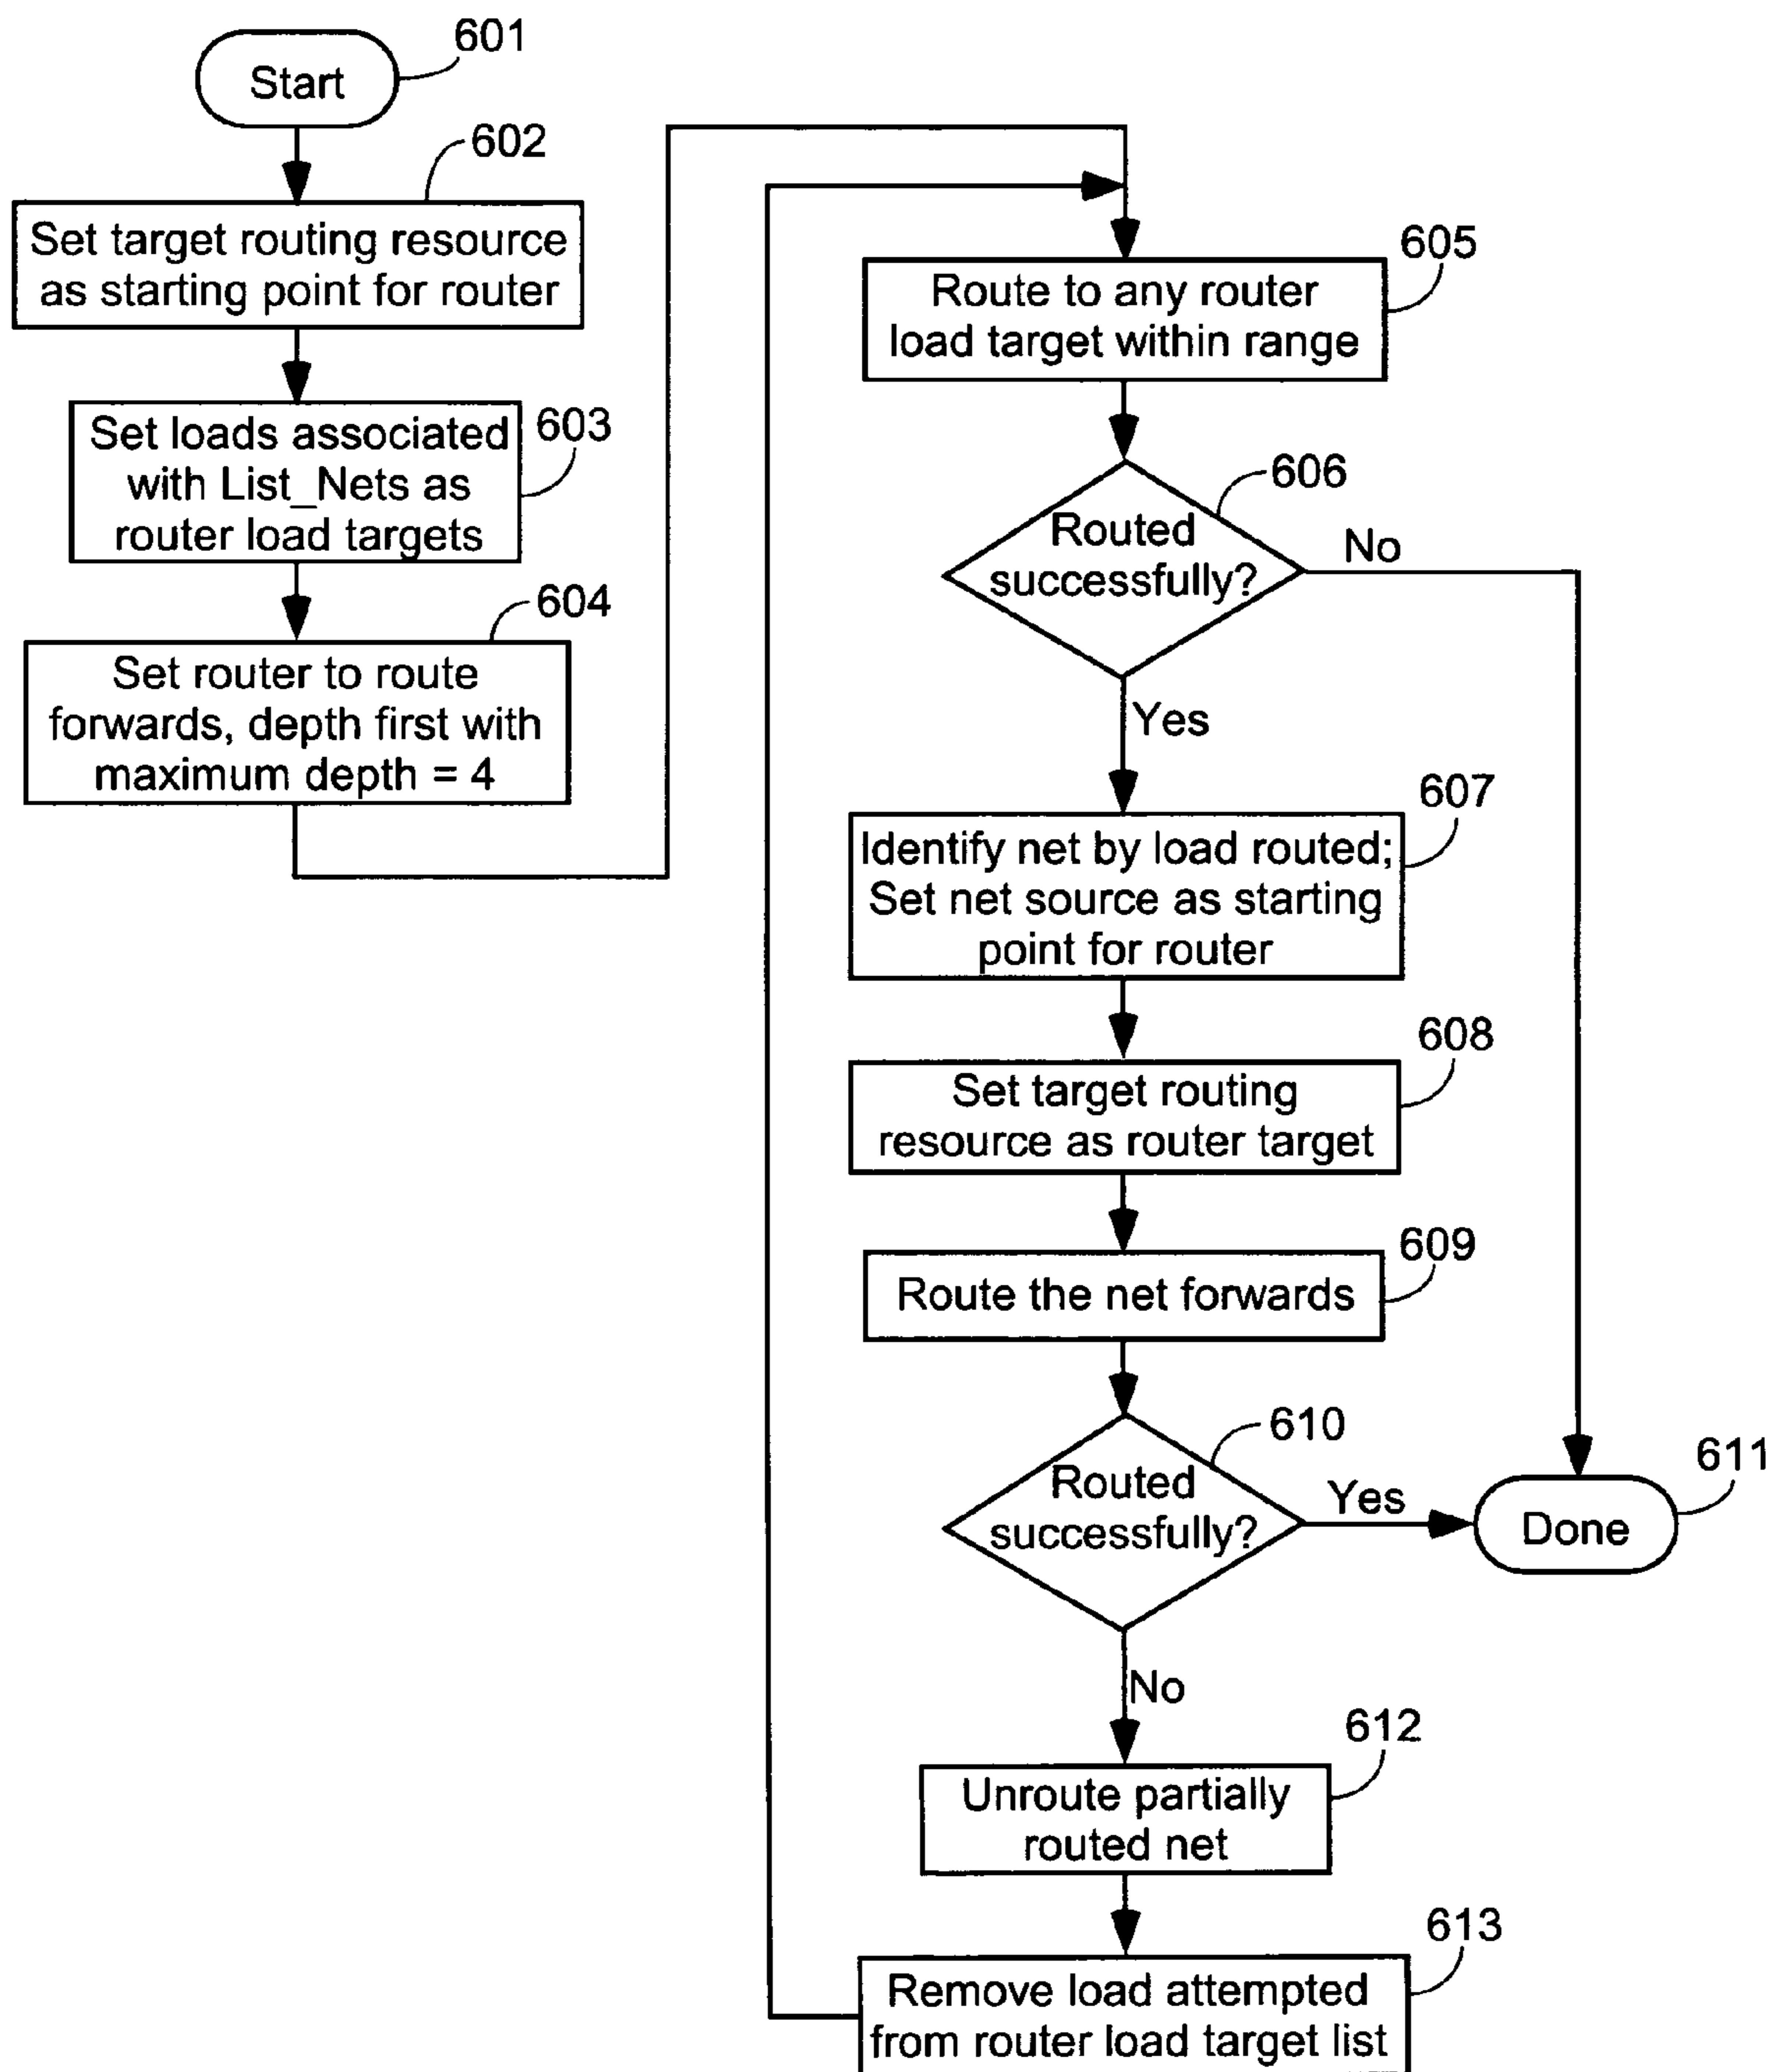 601
Start
602
Set target routing resource
as starting point for router
603
Set loads associated
with List_Nets as
router load targets
604
Set router to route
forwards, depth first with
maximum depth = 4
605
Route to any router
load target within range
606
Routed
successfully?
No
Yes
607
Identify net by load routed;
Set net source as starting
point for router
608
Set target routing
resource as router target
609
Route the net forwards
610
Routed
successfully?
Yes
611
Done
No
612
Unroute partially
routed net
613
Remove load attempted
from router load target list